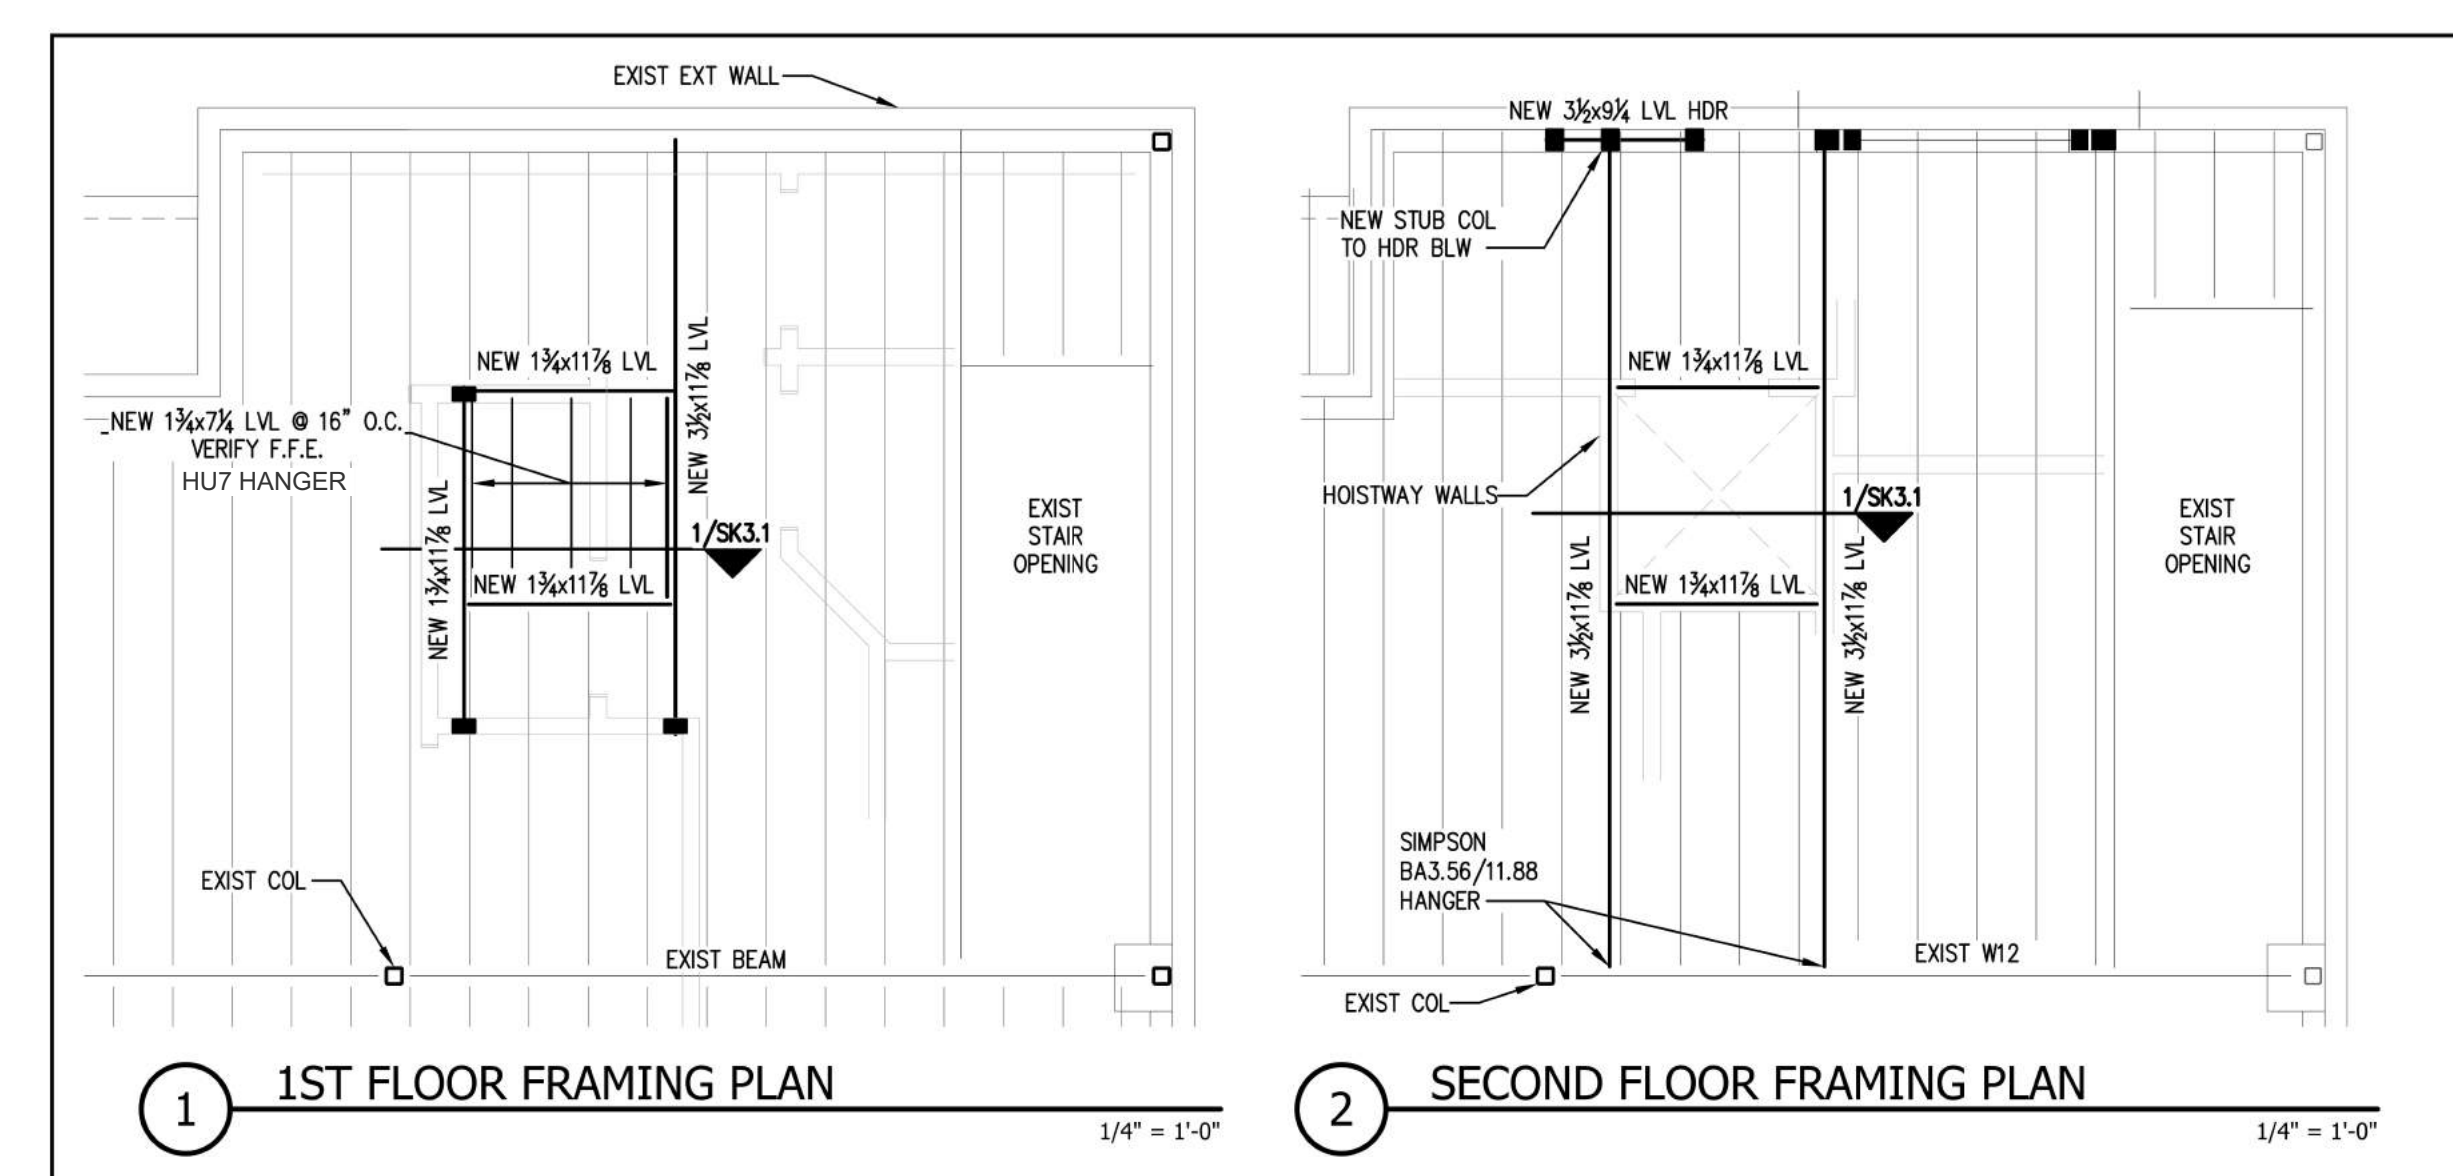 EXIST EXT WALL
NEW 1¾x11⅞ LVL
NEW 3½x11⅞ LVL
_NEW 1¾x7¼ LVL @ 16" O.C.
VERIFY F.F.E.
HU7 HANGER
NEW 1¾x11⅞ LVL
1/SK3.1
NEW 1¾x11⅞ LVL
EXIST
STAIR
OPENING
EXIST COL
EXIST BEAM
1
1ST FLOOR FRAMING PLAN
1/4" = 1'-0"
NEW 3½x9¼ LVL HDR
NEW STUB COL
TO HDR BLW
NEW 1¾x11⅞ LVL
HOISTWAY WALLS
1/SK3.1
EXIST
STAIR
OPENING
NEW 3½x11⅞ LVL
NEW 1¾x11⅞ LVL
NEW 3½x11⅞ LVL
SIMPSON
BA3.56/11.88
HANGER
EXIST W12
EXIST COL
2
SECOND FLOOR FRAMING PLAN
1/4" = 1'-0"